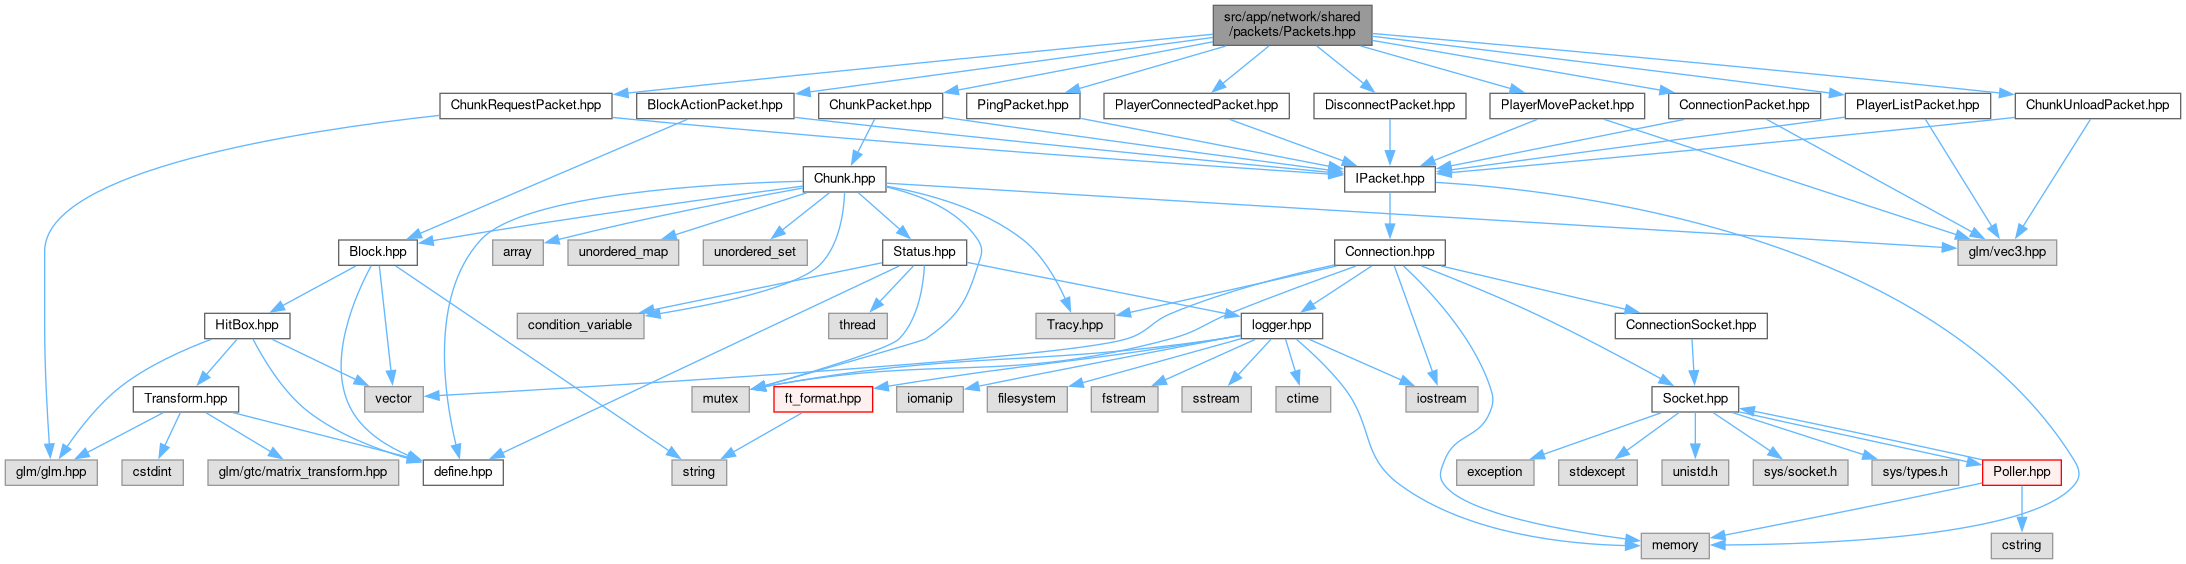 src/app/network/shared
/packets/Packets.hpp
ChunkRequestPacket.hpp
BlockActionPacket.hpp
ChunkPacket.hpp
PingPacket.hpp
PlayerConnectedPacket.hpp
DisconnectPacket.hpp
PlayerMovePacket.hpp
ConnectionPacket.hpp
PlayerListPacket.hpp
ChunkUnloadPacket.hpp
Chunk.hpp
IPacket.hpp
Block.hpp
array
unordered_map
unordered_set
Status.hpp
Connection.hpp
glm/vec3.hpp
HitBox.hpp
condition_variable
thread
Tracy.hpp
logger.hpp
ConnectionSocket.hpp
Transform.hpp
vector
mutex
ft_format.hpp
iomanip
filesystem
fstream
sstream
ctime
iostream
Socket.hpp
glm/glm.hpp
cstdint
glm/gtc/matrix_transform.hpp
define.hpp
string
exception
stdexcept
unistd.h
sys/socket.h
sys/types.h
Poller.hpp
memory
cstring